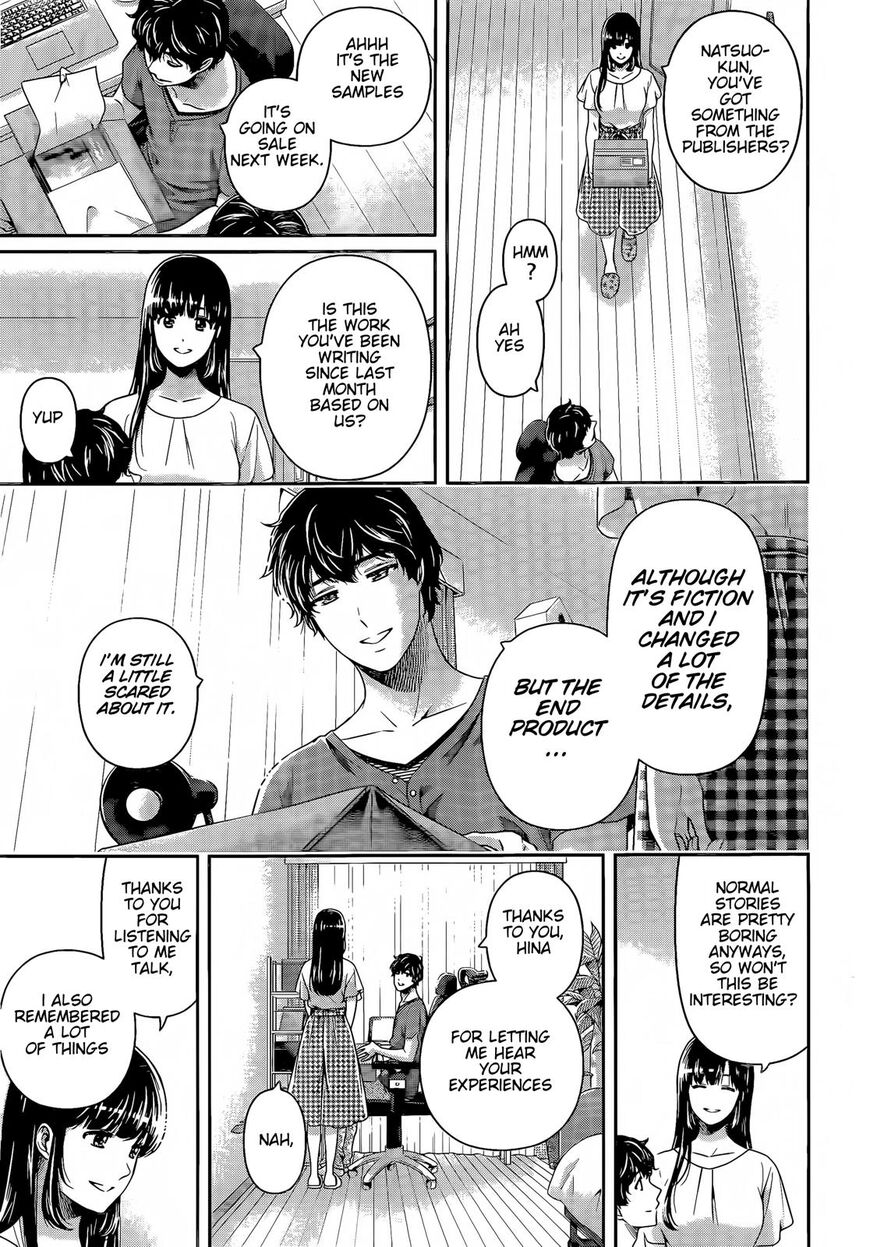 NATSUO-
KUN,
YOU'VE
GOT
SOMETHING
FROM THE
PUBLISHERS?
HMM
?
AH
YES
AHHH
IT'S THE
NEW
SAMPLES
IT'S
GOING ON
SALE
NEXT WEEK.
IS THIS
THE WORK
YOU'VE BEEN
WRITING
SINCE LAST
MONTH
BASED ON
US?
YUP
ALTHOUGH
IT'S FICTION
AND I
CHANGED
A LOT
OF THE
DETAILS,
BUT THE
END
PRODUCT
...
I'M STILL
A LITTLE
SCARED
ABOUT IT.
NORMAL
STORIES
ARE PRETTY
BORING
ANYWAYS,
SO WON'T
THIS BE
INTERESTING?
THANKS
TO YOU,
HINA
FOR LETTING
ME HEAR
YOUR
EXPERIENCES
NAH,
THANKS
TO YOU
FOR
LISTENING
TO ME
TALK,
I ALSO
REMEMBERED
A LOT
OF THINGS